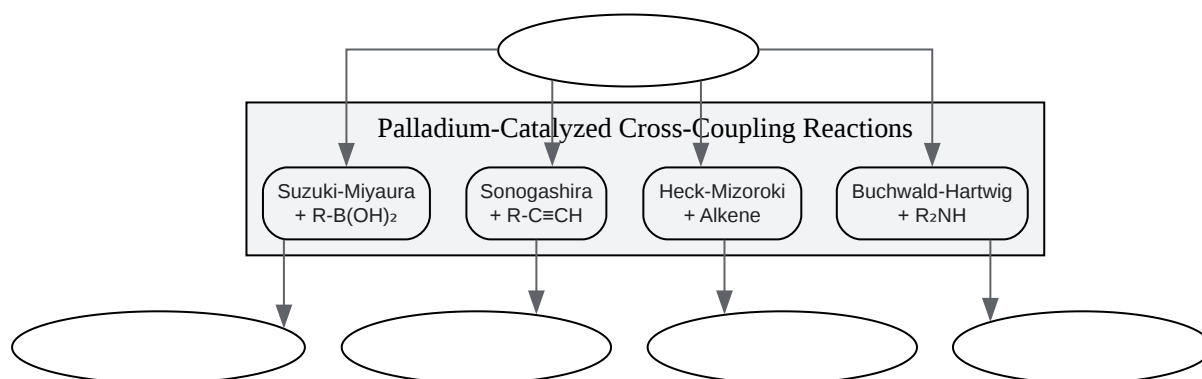 Palladium-Catalyzed Cross-Coupling Reactions
Suzuki-Miyaura
+ R-B(OH)₂
Sonogashira
+ R-C≡CH
Heck-Mizoroki
+ Alkene
Buchwald-Hartwig
+ R₂NH